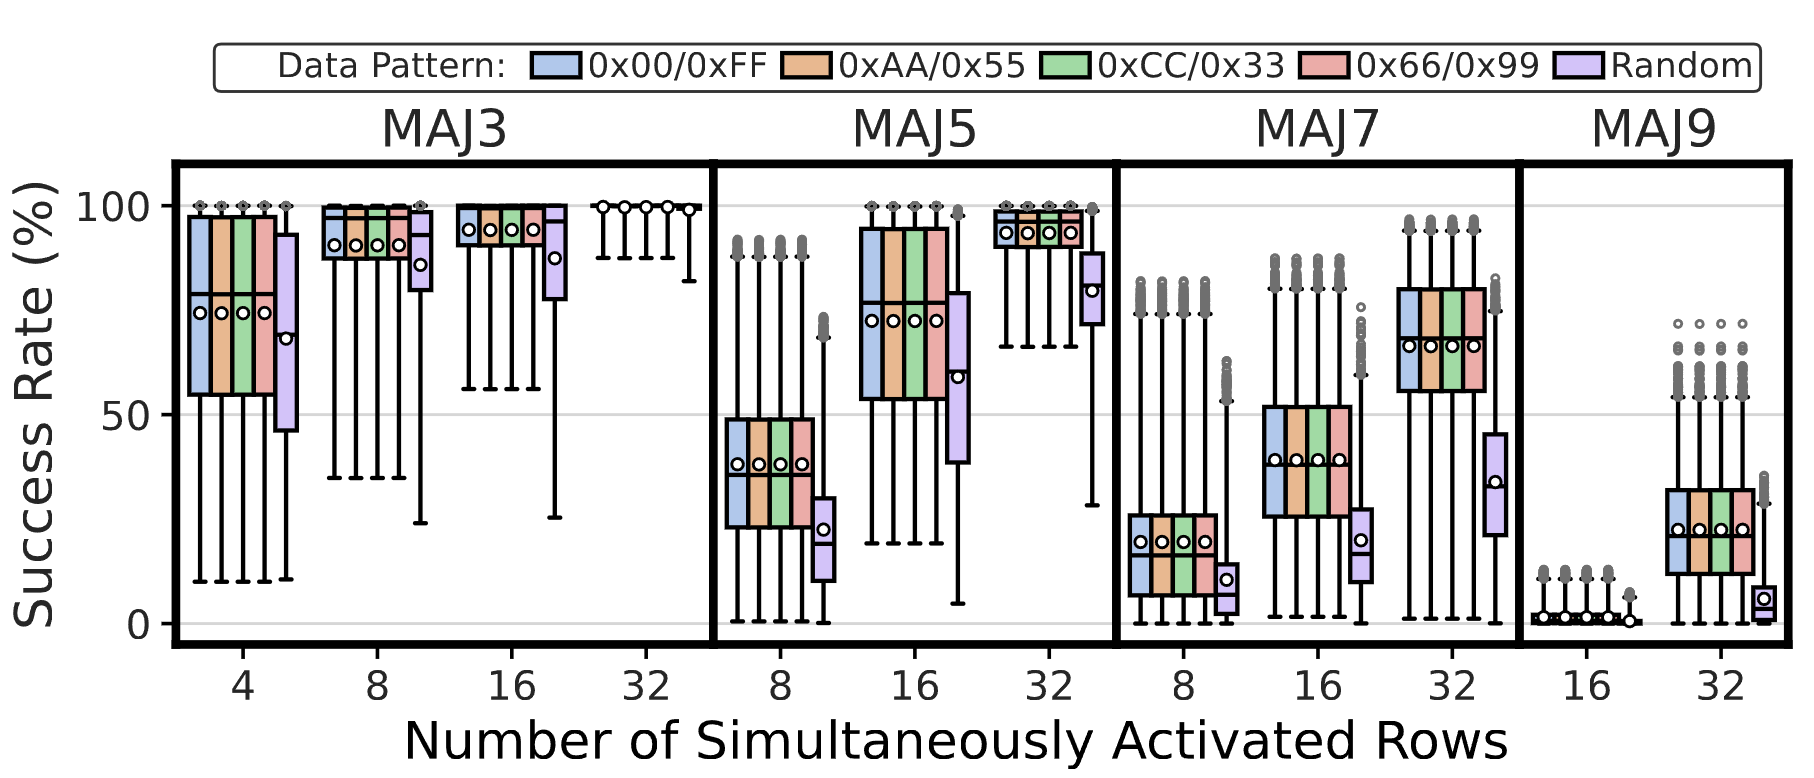 Data Pattern: 0x00/0xFF 0xAA/0x55 0xCC/0x33 0x66/0x99 Random
MAJ3 MAJ5 MAJ7 MAJ9
Success Rate (%)
100
50
0
4 8 16 32 8 16 32 8 16 32 16 32
Number of Simultaneously Activated Rows